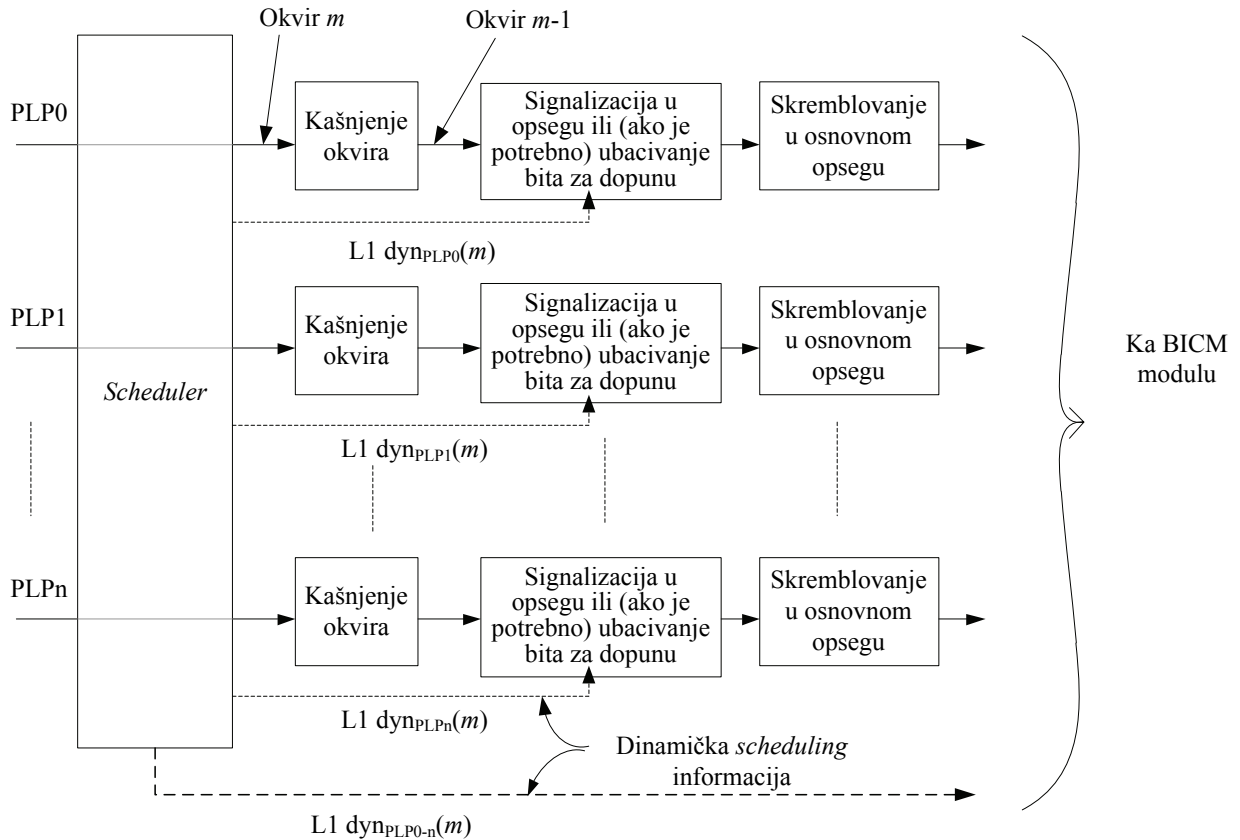 Okvir m
Okvir m-1
PLP0
Kašnjenje
okvira
Signalizacija u
opsegu ili (ako je
potrebno) ubacivanje
bita za dopunu
Skremblovanje
u osnovnom
opsegu
L1 dynPLP0(m)
PLP1
Kašnjenje
okvira
Signalizacija u
opsegu ili (ako je
potrebno) ubacivanje
bita za dopunu
Skremblovanje
u osnovnom
opsegu
Scheduler
Ka BICM
modulu
L1 dynPLP1(m)
PLPn
Kašnjenje
okvira
Signalizacija u
opsegu ili (ako je
potrebno) ubacivanje
bita za dopunu
Skremblovanje
u osnovnom
opsegu
L1 dynPLPn(m)
Dinamička scheduling
informacija
L1 dynPLP0-n(m)